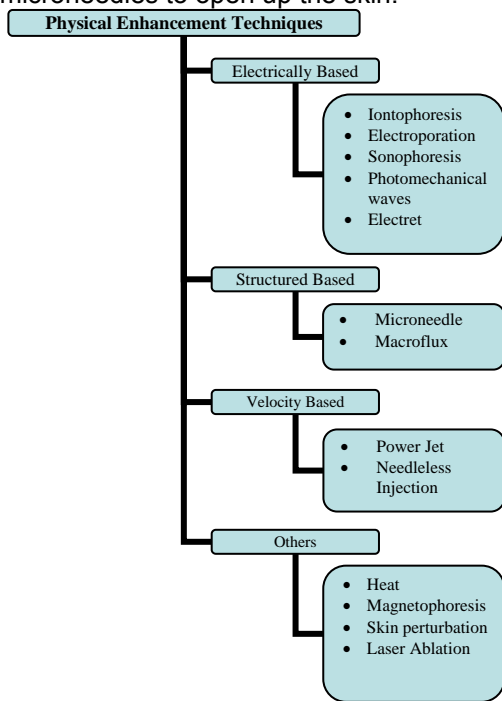 microneedles to open up the skin.
Physical Enhancement Techniques
Electrically Based
• Iontophoresis
• Electroporation
• Sonophoresis
• Photomechanical
waves
• Electret
Structured Based
• Microneedle
• Macroflux
Velocity Based
• Power Jet
• Needleless
Injection
Others
• Heat
• Magnetophoresis
• Skin perturbation
• Laser Ablation